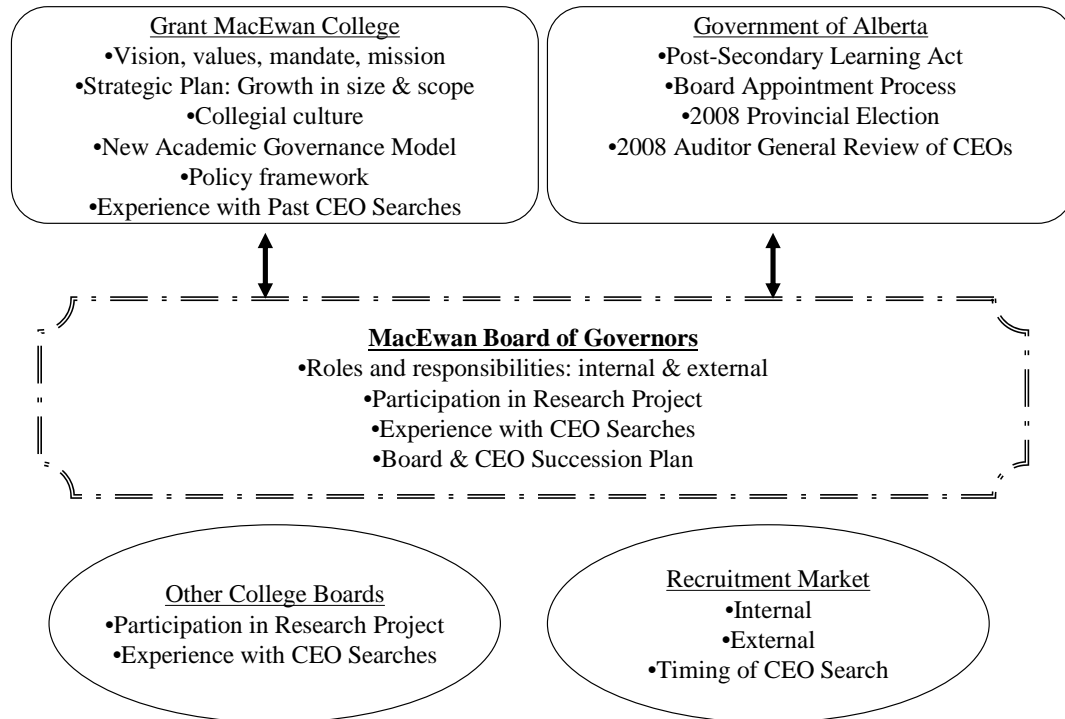 Grant MacEwan College
•Vision, values, mandate, mission
•Strategic Plan: Growth in size & scope
•Collegial culture
•New Academic Governance Model
•Policy framework
•Experience with Past CEO Searches
Government of Alberta
•Post-Secondary Learning Act
•Board Appointment Process
•2008 Provincial Election
•2008 Auditor General Review of CEOs
MacEwan Board of Governors
•Roles and responsibilities: internal & external
•Participation in Research Project
•Experience with CEO Searches
•Board & CEO Succession Plan
Other College Boards
•Participation in Research Project
•Experience with CEO Searches
Recruitment Market
•Internal
•External
•Timing of CEO Search